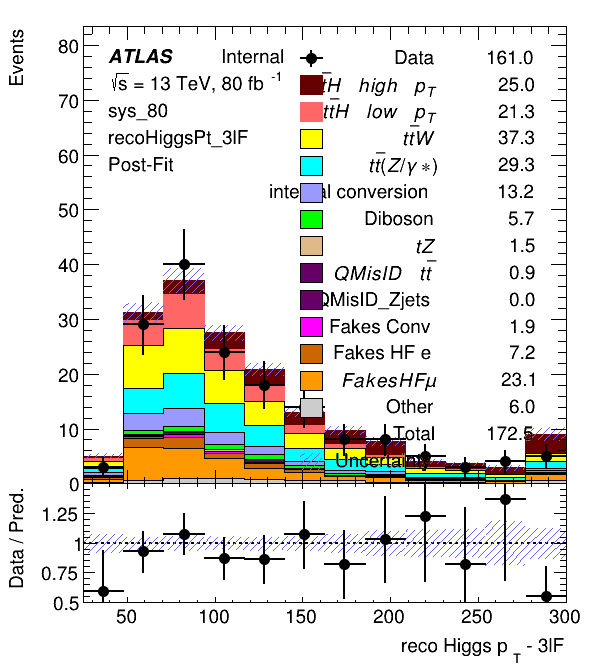 Events
80
70
60
50
40
30
20
10
0
ATLAS Internal
√s = 13 TeV, 80 fb⁻¹
sys_80
recoHiggsPt_3lF
Post-Fit
Data 161.0
tt̄H high p_T 25.0
tt̄H low p_T 21.3
tt̄W 37.3
tt̄(Z/γ*) 29.3
internal conversion 13.2
Diboson 5.7
tZ 1.5
QMisID tt̄ 0.9
QMisID_Zjets 0.0
Fakes Conv 1.9
Fakes HF e 7.2
FakesHFμ 23.1
Other 6.0
Total 172.5
Uncertainty
Data / Pred.
1.25
1
0.75
0.5
50 100 150 200 250 300
reco Higgs p_T - 3lF